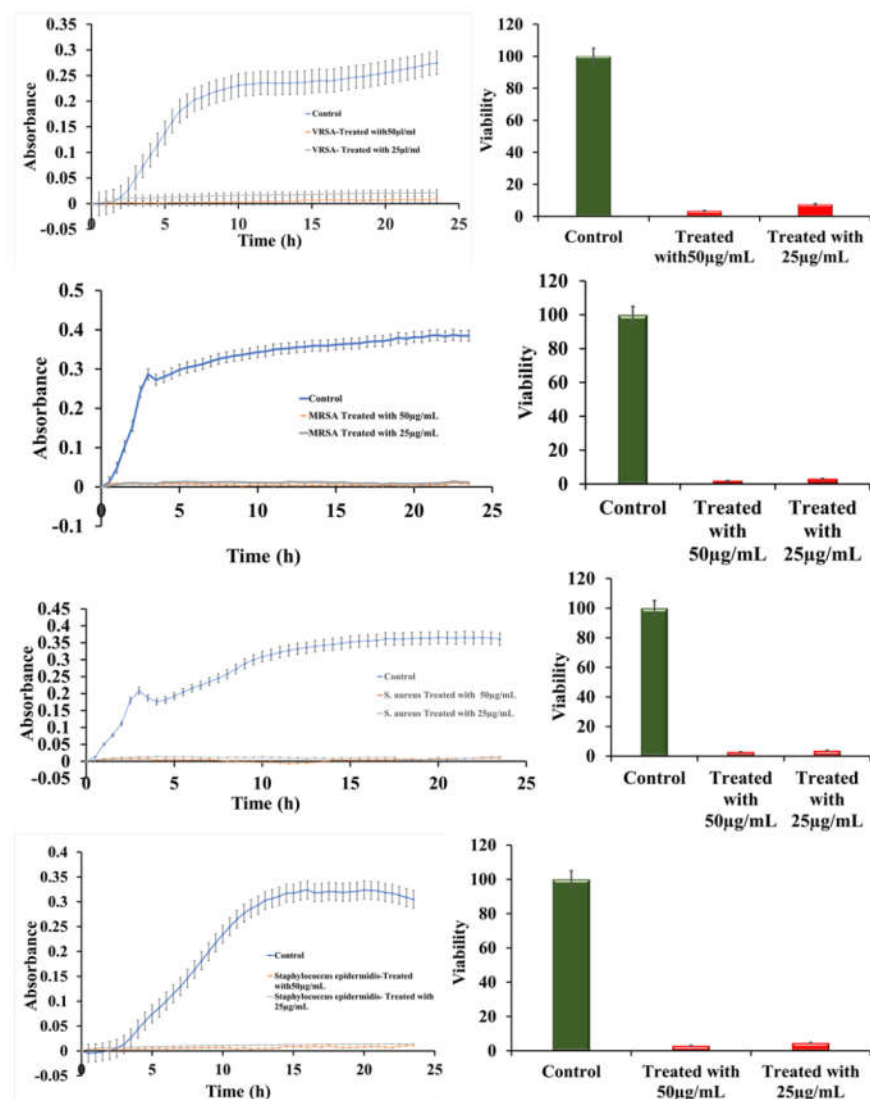 0.35
0.3
0.25
0.2
0.15
0.1
0.05
0
-0.05
Absorbance
Control
VRSA-Treated with50µl/ml
VRSA- Treated with 25µl/ml
0 5 10 15 20 25
Time (h)
120
100
80
60
40
20
0
Viability
Control
Treated
with50µg/mL
Treated with
25µg/mL
0.5
0.4
0.3
0.2
0.1
0
-0.1
Absorbance
Control
MRSA Treated with 50µg/mL
MRSA Treated with 25µg/mL
0 5 10 15 20 25
Time (h)
120
100
80
60
40
20
0
Viability
Control
Treated
with
50µg/mL
Treated
with
25µg/mL
0.45
0.4
0.35
0.3
0.25
0.2
0.15
0.1
0.05
0
-0.05
Absorbance
Control
S. aureus Treated with 50µg/mL
S. aureus Treated with 25µg/mL
0 5 10 15 20 25
Time (h)
120
100
80
60
40
20
0
Viability
Control
Treated
with
50µg/mL
Treated
with
25µg/mL
0.4
0.35
0.3
0.25
0.2
0.15
0.1
0.05
0
-0.05
Absorbance
Control
Staphylococcus epidermidis-Treated
with50µg/mL
Staphylococcus epidermidis- Treated with
25µg/mL
0 5 10 15 20 25
Time (h)
120
100
80
60
40
20
0
Viability
Control
Treated with
50µg/mL
Treated with
25µg/mL